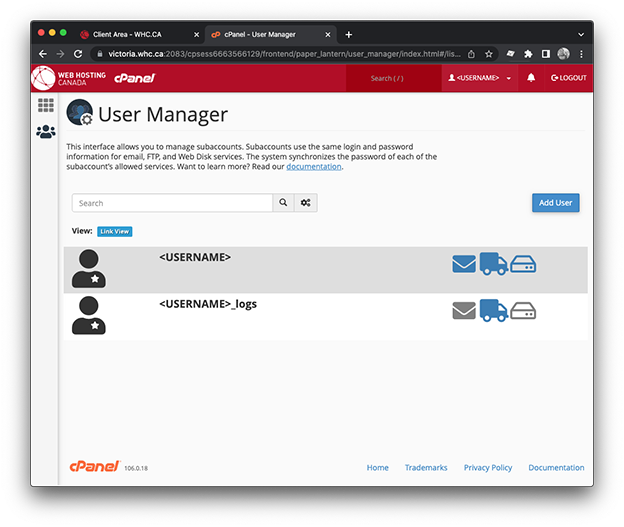 Client Area - WHC.CA
cPanel - User Manager
victoria.whc.ca:2083/cpsess6663566129/frontend/paper_lantern/user_manager/index.html#/lis...
WEB HOSTING
CANADA
cPanel
Search ( / )
<USERNAME>
LOGOUT
User Manager
This interface allows you to manage subaccounts. Subaccounts use the same login and password
information for email, FTP, and Web Disk services. The system synchronizes the password of each of the
subaccount's allowed services. Want to learn more? Read our documentation.
Search
Add User
View: Link View
<USERNAME>
<USERNAME>_logs
cPanel 106.0.18
Home Trademarks Privacy Policy Documentation